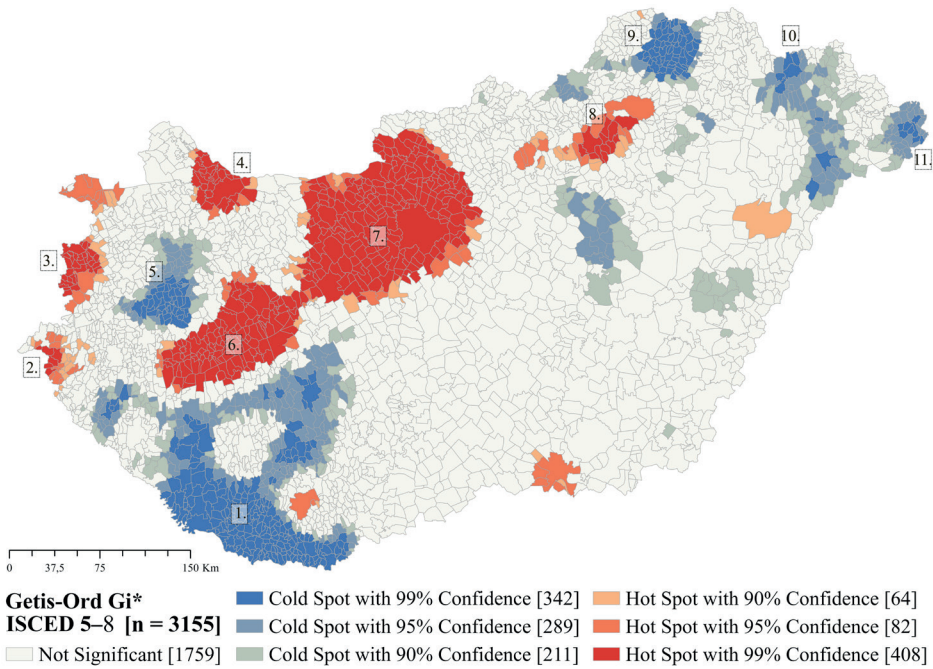 9.
10.
8.
4.
11.
3.
7.
5.
6.
2.
1.
0 37,5 75 150 Km
Getis-Ord Gi*
ISCED 5–8 [n = 3155]
Not Significant [1759]
Cold Spot with 99% Confidence [342]
Cold Spot with 95% Confidence [289]
Cold Spot with 90% Confidence [211]
Hot Spot with 90% Confidence [64]
Hot Spot with 95% Confidence [82]
Hot Spot with 99% Confidence [408]